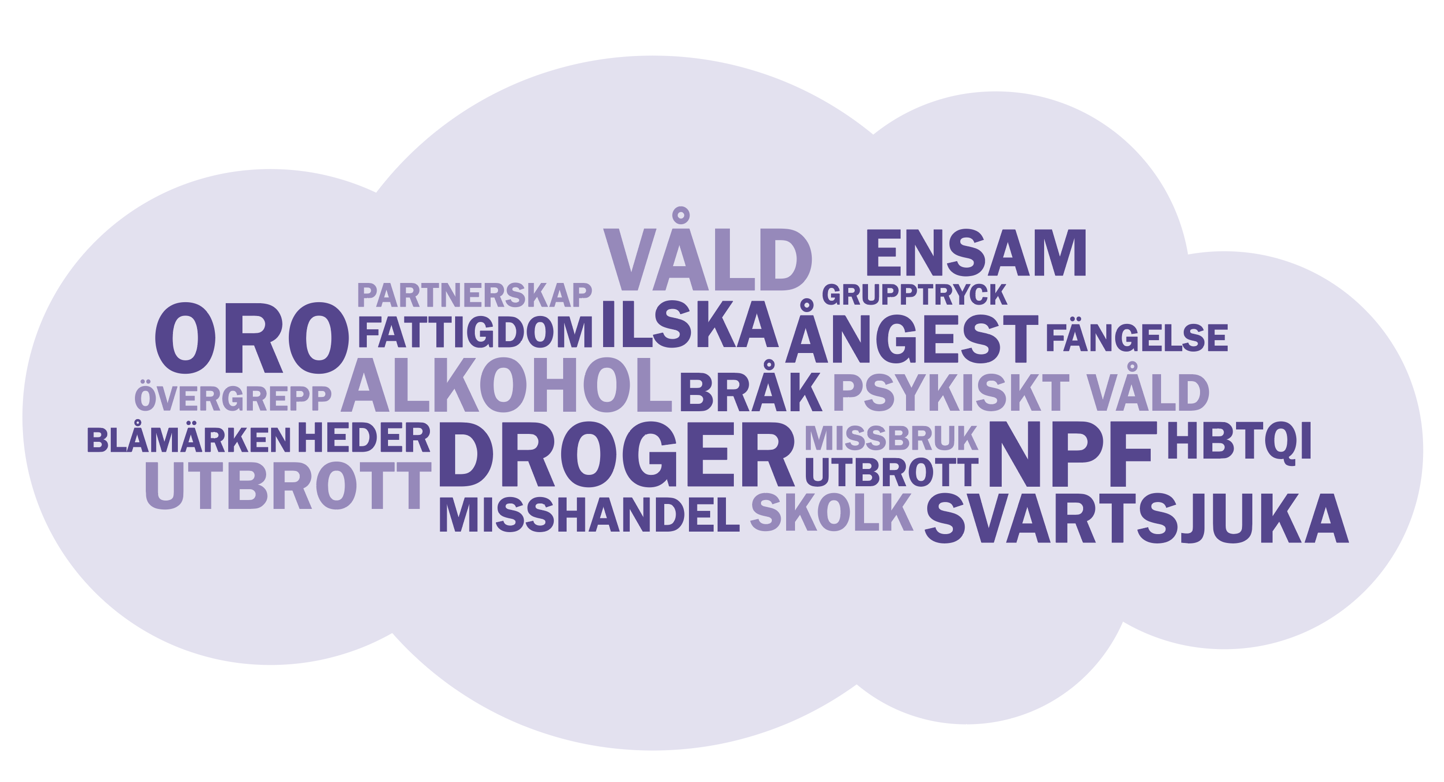 VÅLD ENSAM
PARTNERSKAP GRUPPTRYCK
ORO FATTIGDOM ILSKA ÅNGEST FÄNGELSE
ÖVERGREPP ALKOHOL BRÅK PSYKISKT VÅLD
BLÅMÄRKEN HEDER DROGER MISSBRUK NPF HBTQI
UTBROTT UTBROTT
MISSHANDEL SKOLK SVARTSJUKA